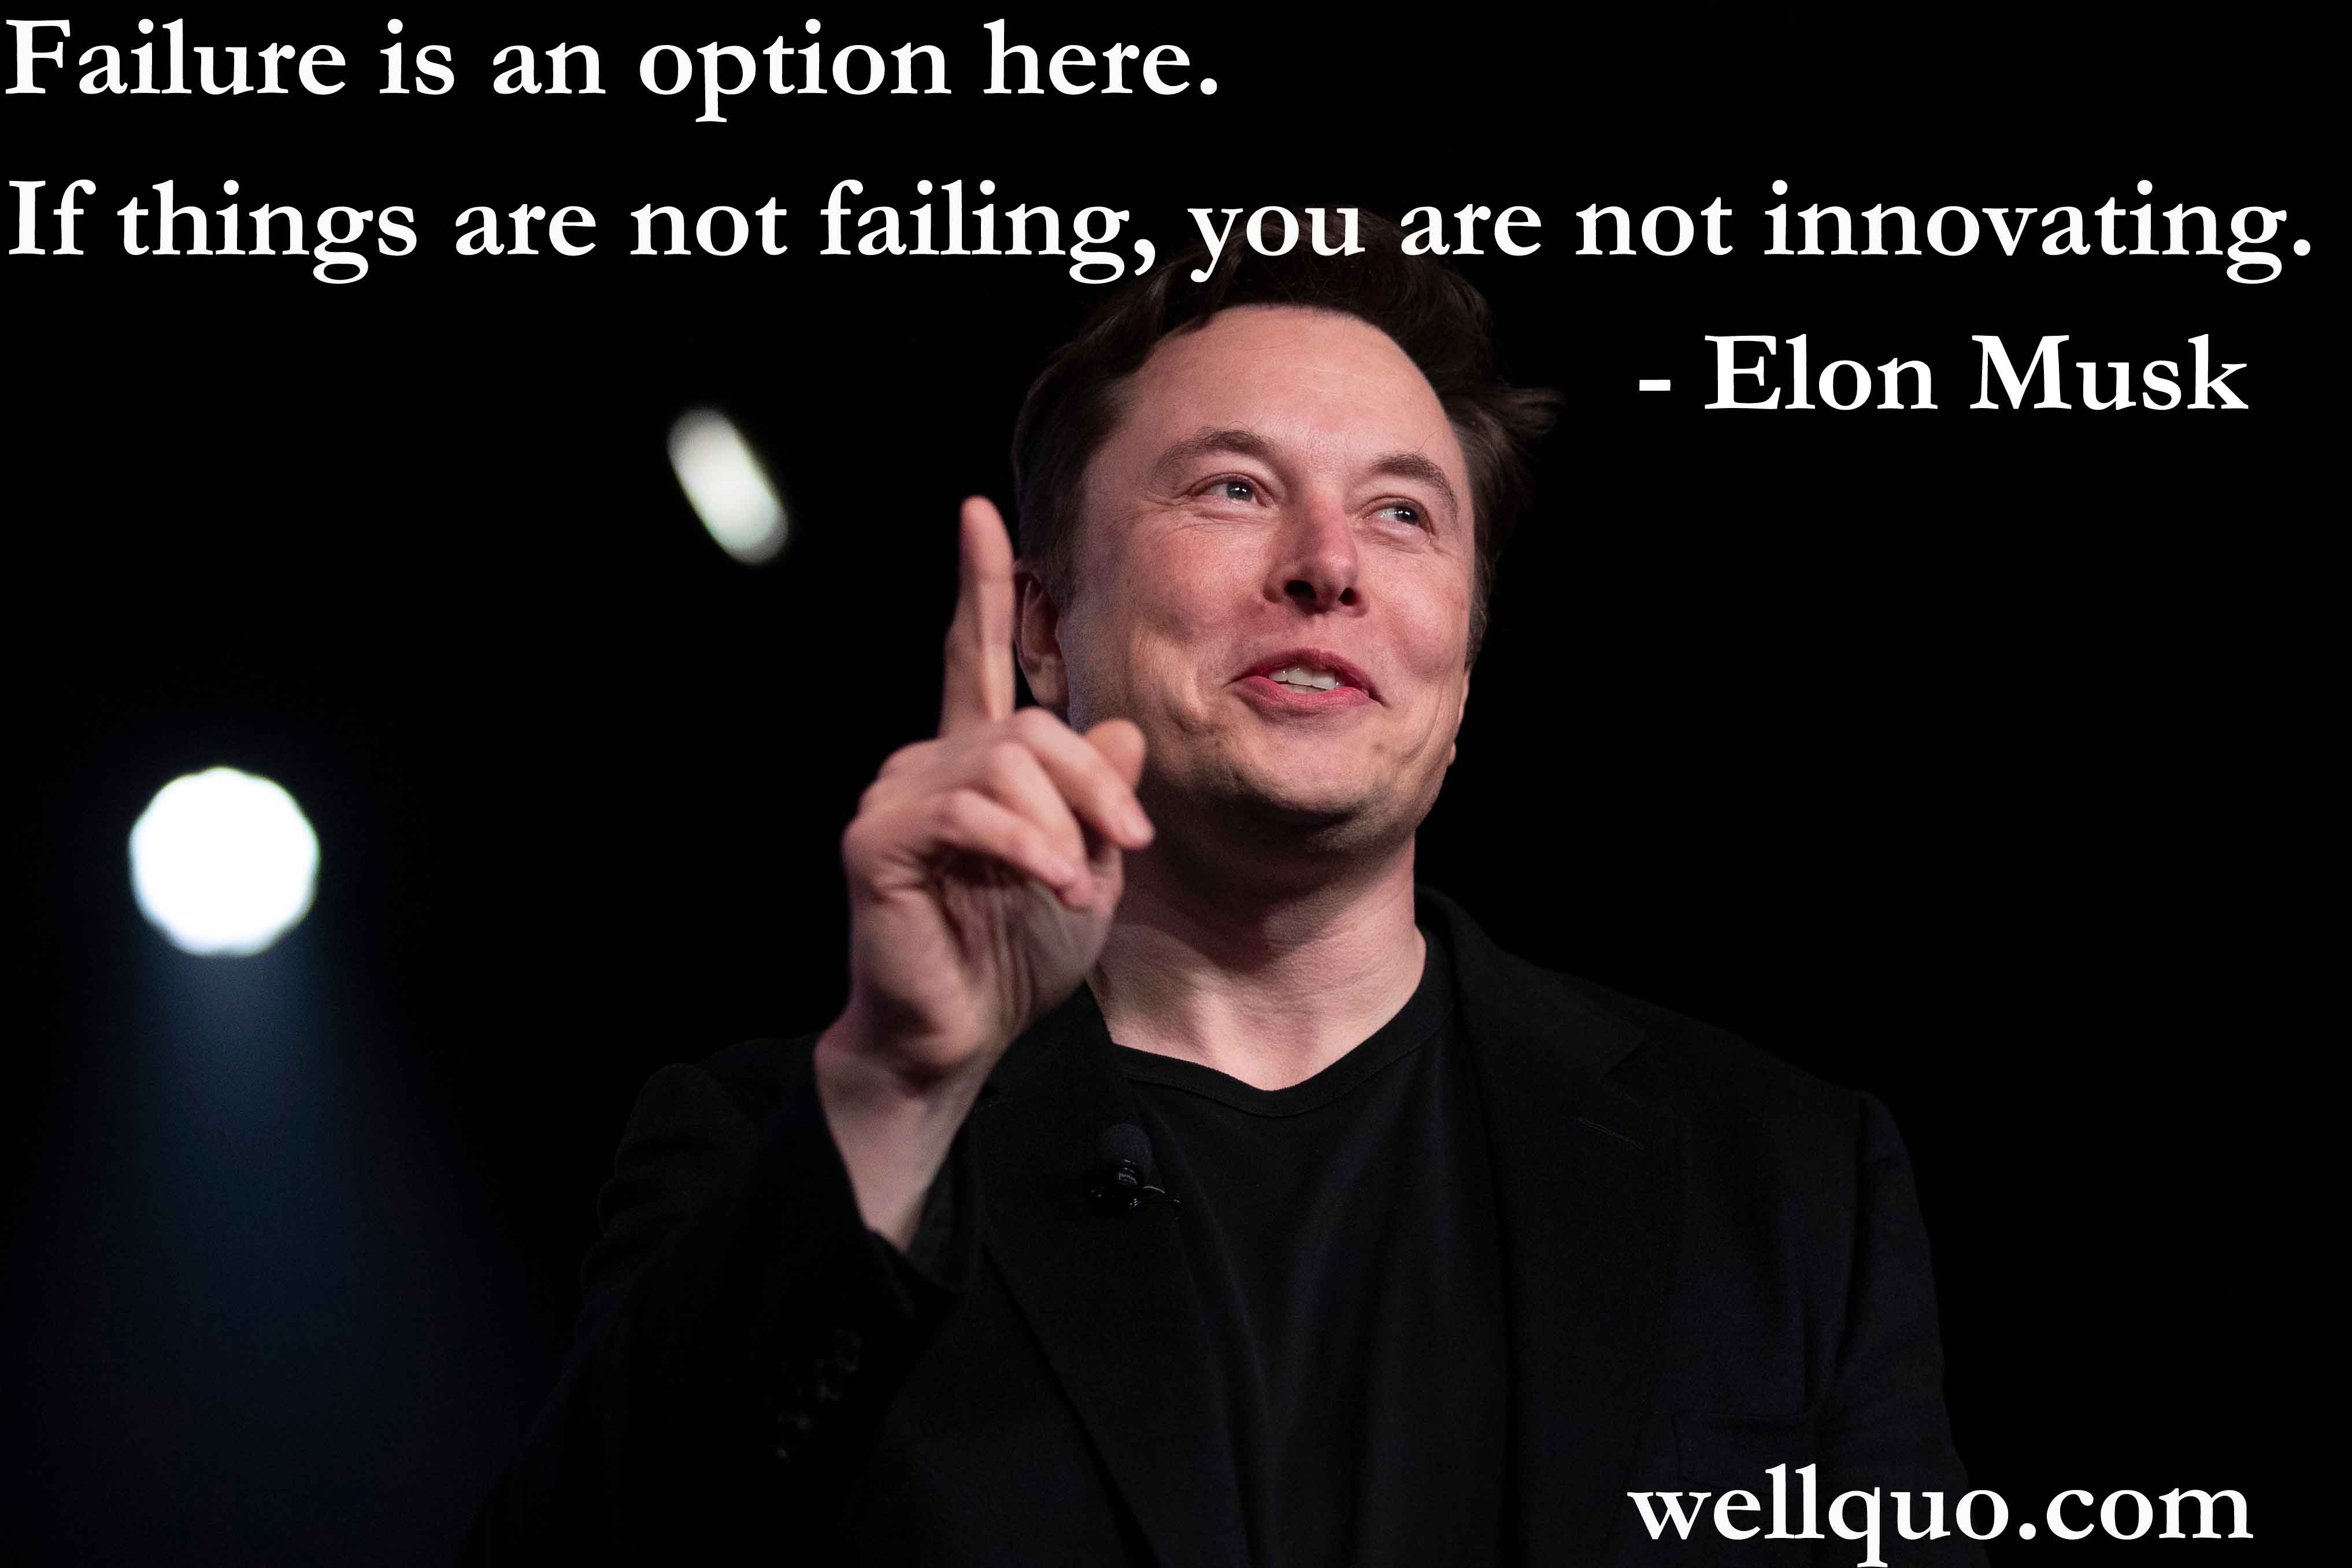 Failure is an option here.
If things are not failing, you are not innovating.
- Elon Musk
wellquo.com